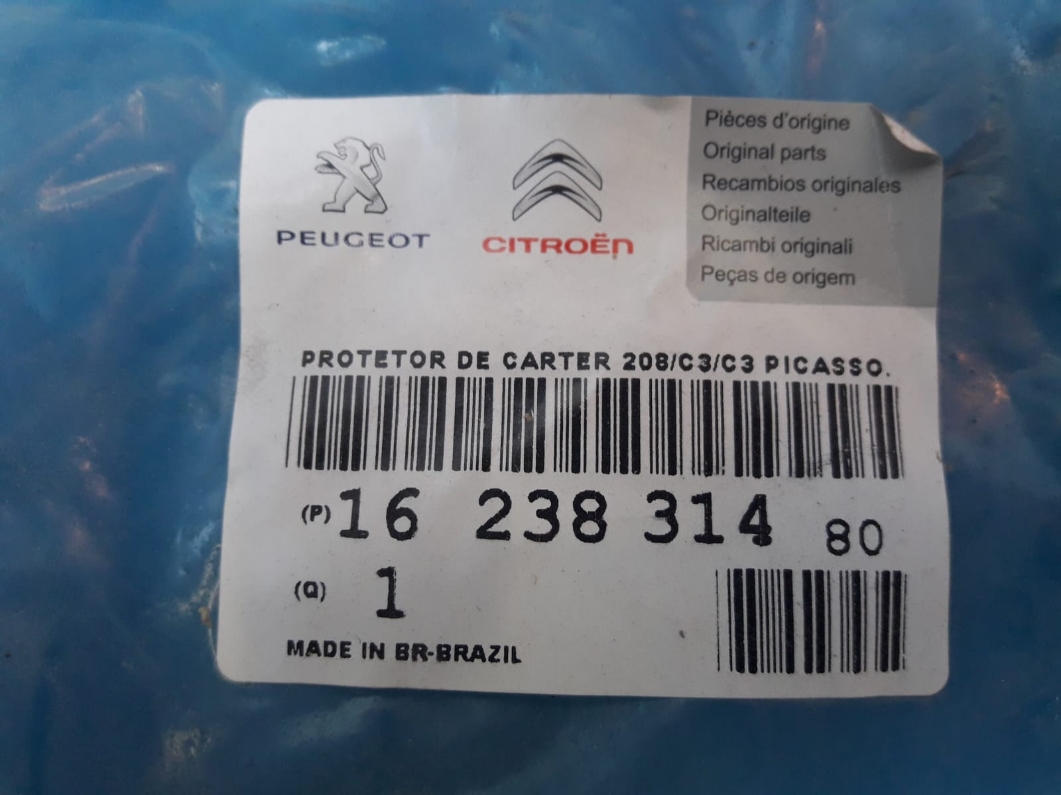 PEUGEOT
CITROËN
Pièces d'origine
Original parts
Recambios originales
Originalteile
Ricambi originali
Peças de origem
PROTETOR DE CARTER 208/C3/C3 PICASSO.
(P) 16 238 314 80
(Q) 1
MADE IN BR-BRAZIL